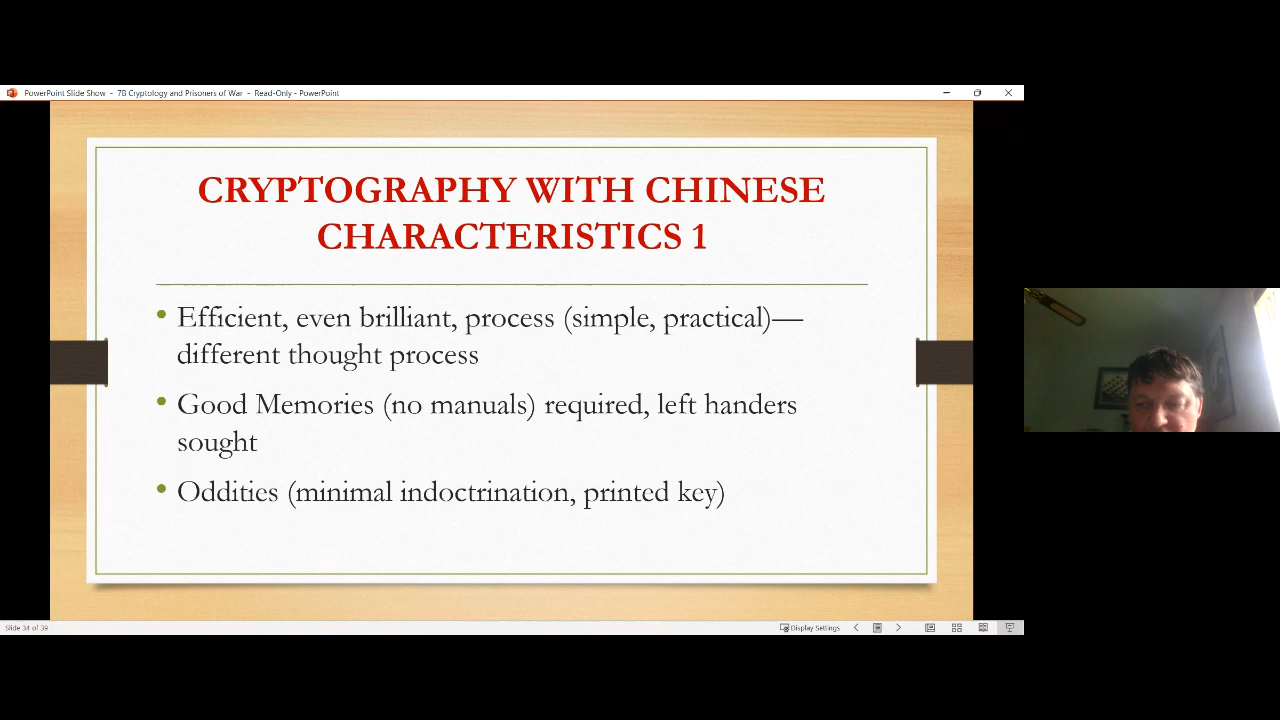 PowerPoint Slide Show - 7B Cryptology and Prisoners of War - Read-Only - PowerPoint
CRYPTOGRAPHY WITH CHINESE
CHARACTERISTICS 1
• Efficient, even brilliant, process (simple, practical)—
different thought process
• Good Memories (no manuals) required, left handers
sought
• Oddities (minimal indoctrination, printed key)
Slide 34 of 39
Display Settings